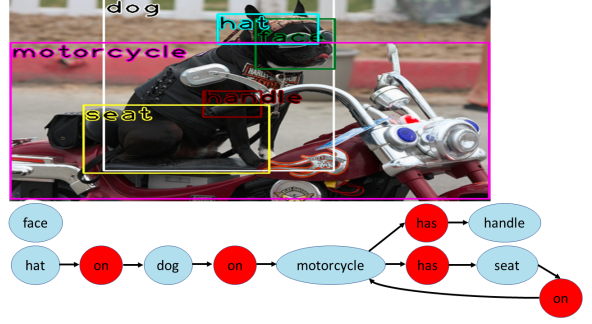 dog
hat
face
motorcycle
handle
seat
face
has
handle
hat
on
dog
on
motorcycle
has
seat
on